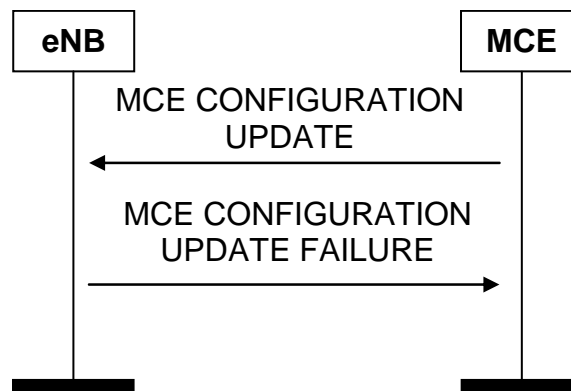 eNB
MCE
MCE CONFIGURATION
UPDATE
MCE CONFIGURATION
UPDATE FAILURE